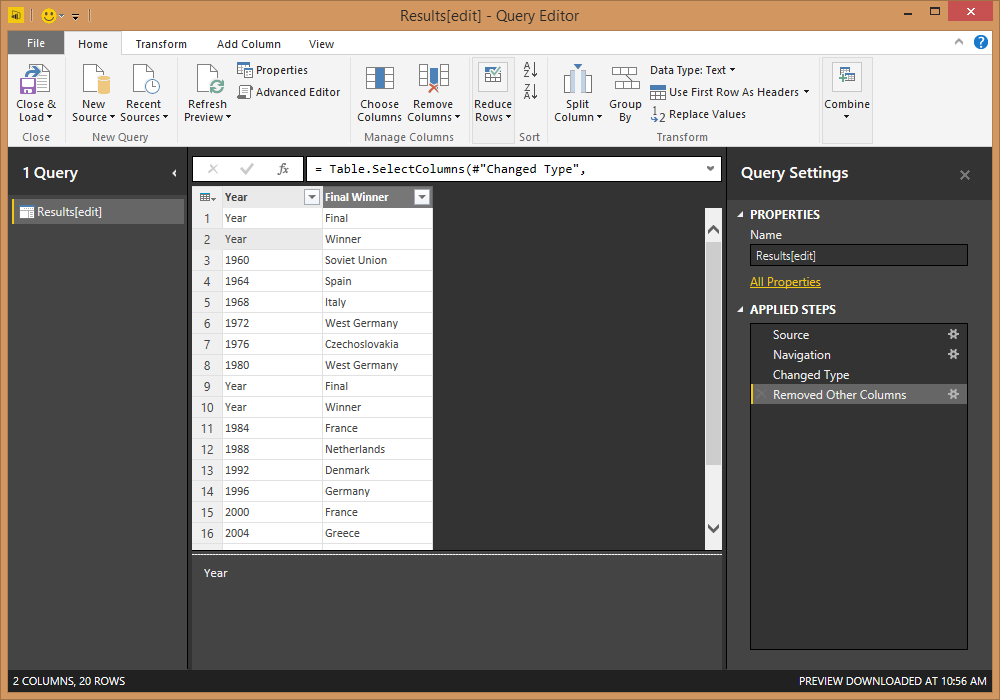 Results[edit] - Query Editor
File Home Transform Add Column View
Close & Load
New Source
Recent Sources
Refresh Preview
Properties
Advanced Editor
Choose Columns
Remove Columns
Reduce Rows
Split Column
Group By
Data Type: Text
Use First Row As Headers
1 2 Replace Values
Combine
Close New Query Manage Columns Sort Transform
1 Query
Results[edit]
fx = Table.SelectColumns(#"Changed Type",
Year Final Winner
1 Year Final
2 Year Winner
3 1960 Soviet Union
4 1964 Spain
5 1968 Italy
6 1972 West Germany
7 1976 Czechoslovakia
8 1980 West Germany
9 Year Final
10 Year Winner
11 1984 France
12 1988 Netherlands
13 1992 Denmark
14 1996 Germany
15 2000 France
16 2004 Greece
Year
Query Settings
PROPERTIES
Name
Results[edit]
All Properties
APPLIED STEPS
Source
Navigation
Changed Type
Removed Other Columns
2 COLUMNS, 20 ROWS
PREVIEW DOWNLOADED AT 10:56 AM